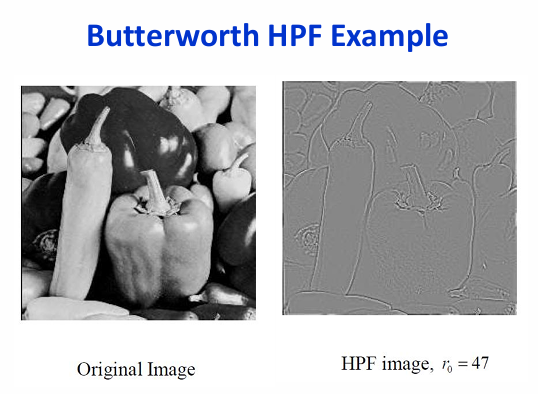 Butterworth HPF Example
Original Image
HPF image, r₀ = 47